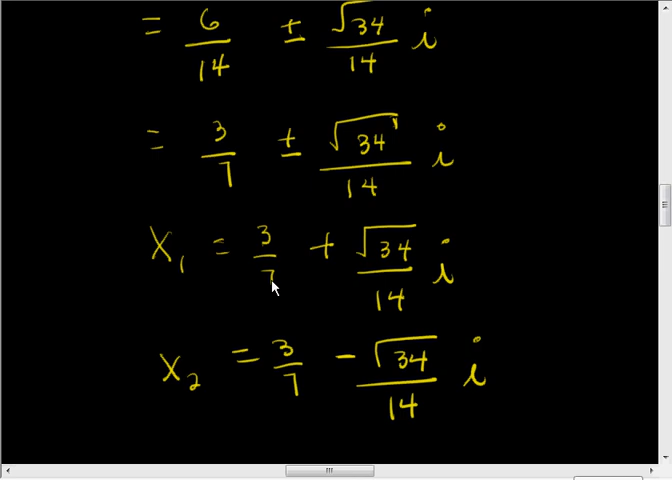 = 6/14 ± √34/14 i
= 3/7 ± √34/14 i
X₁ = 3/7 + √34/14 i
X₂ = 3/7 - √34/14 i